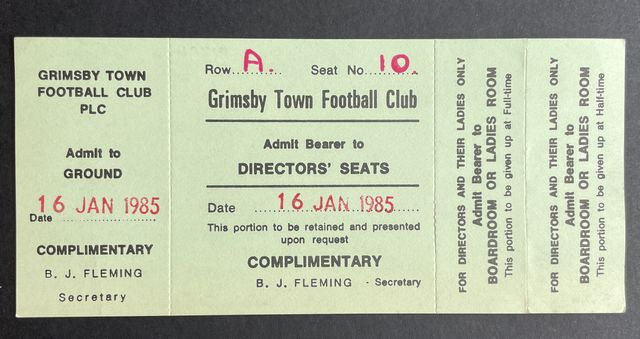 GRIMSBY TOWN
FOOTBALL CLUB
PLC
Admit to
GROUND
16 JAN 1985
Date
COMPLIMENTARY
B. J. FLEMING
Secretary
Row....A.... Seat No.....10....
Grimsby Town Football Club
Admit Bearer to
DIRECTORS' SEATS
Date ....16 JAN 1985....
This portion to be retained and presented
upon request
COMPLIMENTARY
B. J. FLEMING - Secretary
FOR DIRECTORS AND THEIR LADIES ONLY
Admit Bearer to
BOARDROOM OR LADIES ROOM
This portion to be given up at Full-time
FOR DIRECTORS AND THEIR LADIES ONLY
Admit Bearer to
BOARDROOM OR LADIES ROOM
This portion to be given up at Half-time